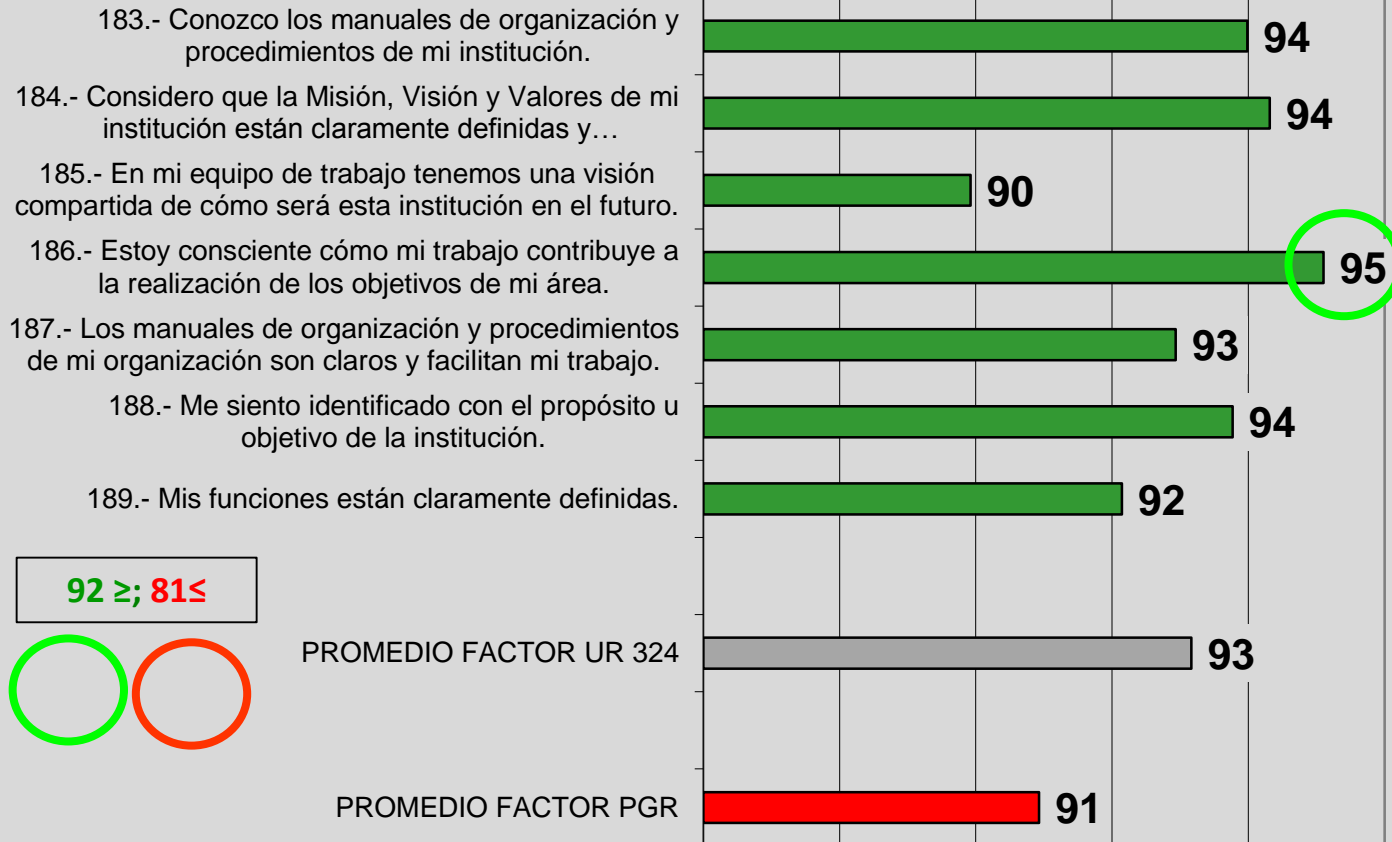 183.- Conozco los manuales de organización y
procedimientos de mi institución.
94
184.- Considero que la Misión, Visión y Valores de mi
institución están claramente definidas y…
94
185.- En mi equipo de trabajo tenemos una visión
compartida de cómo será esta institución en el futuro.
90
186.- Estoy consciente cómo mi trabajo contribuye a
la realización de los objetivos de mi área.
95
187.- Los manuales de organización y procedimientos
de mi organización son claros y facilitan mi trabajo.
93
188.- Me siento identificado con el propósito u
objetivo de la institución.
94
189.- Mis funciones están claramente definidas.
92
92 ≥; 81≤
PROMEDIO FACTOR UR 324
93
PROMEDIO FACTOR PGR
91